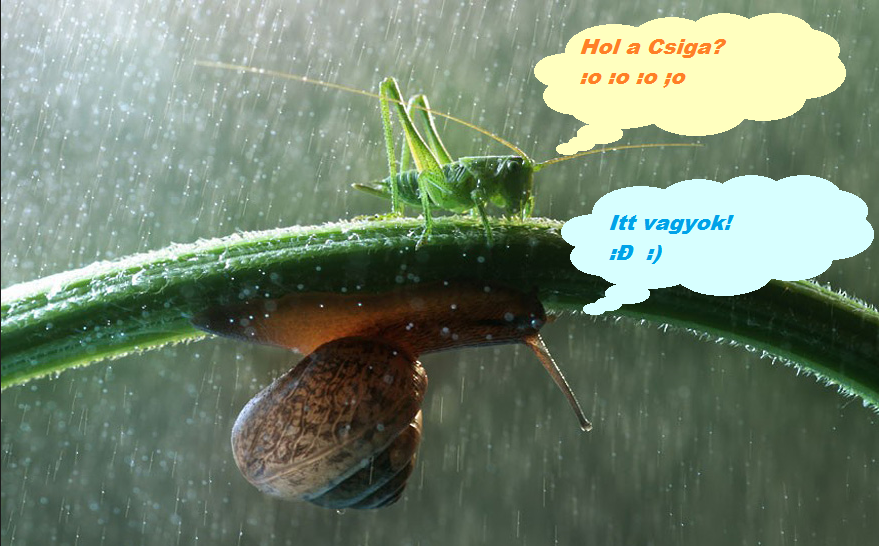 Hol a Csiga?
:o :o :o ;o
Itt vagyok!
:Đ :)